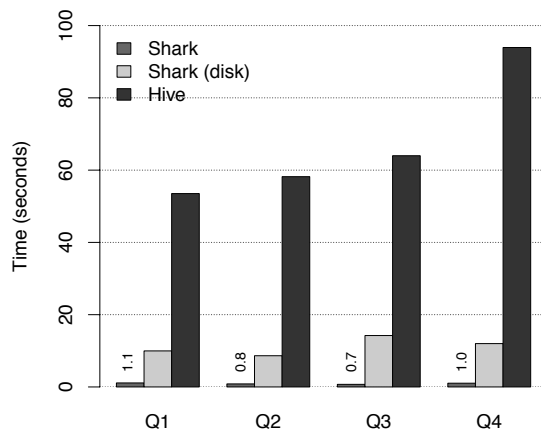 100
80
60
40
20
0
Time (seconds)
Shark
Shark (disk)
Hive
1.1
0.8
0.7
1.0
Q1
Q2
Q3
Q4